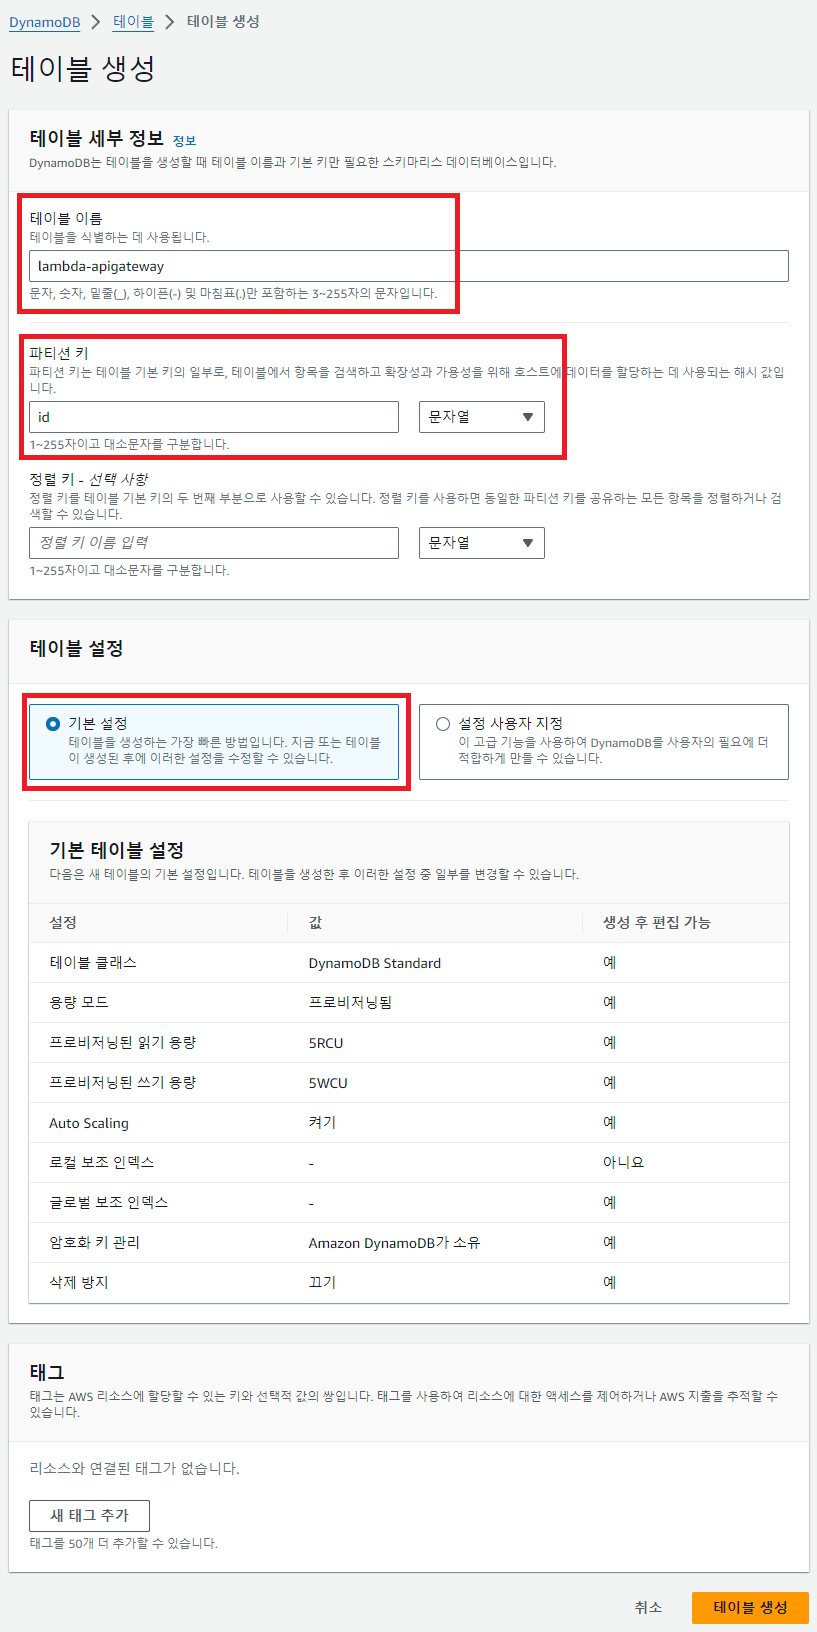 DynamoDB > 테이블 > 테이블 생성
테이블 생성
테이블 세부 정보 정보
DynamoDB는 테이블을 생성할 때 테이블 이름과 기본 키만 필요한 스키마리스 데이터베이스입니다.
테이블 이름
테이블을 식별하는 데 사용됩니다.
lambda-apigateway
문자, 숫자, 밑줄(_), 하이픈(-) 및 마침표(.)만 포함하는 3~255자의 문자입니다.
파티션 키
파티션 키는 테이블 기본 키의 일부로, 테이블에서 항목을 검색하고 확장성과 가용성을 위해 호스트에 데이터를 할당하는 데 사용되는 해시 값입
니다.
id 문자열
1~255자이고 대소문자를 구분합니다.
정렬 키 - 선택 사항
정렬 키를 테이블 기본 키의 두 번째 부분으로 사용할 수 있습니다. 정렬 키를 사용하면 동일한 파티션 키를 공유하는 모든 항목을 정렬하거나 검
색할 수 있습니다.
정렬 키 이름 입력 문자열
1~255자이고 대소문자를 구분합니다.
테이블 설정
기본 설정
테이블을 생성하는 가장 빠른 방법입니다. 지금 또는 테이블
이 생성된 후에 이러한 설정을 수정할 수 있습니다.
설정 사용자 지정
이 고급 기능을 사용하여 DynamoDB를 사용자의 필요에 더
적합하게 만들 수 있습니다.
기본 테이블 설정
다음은 새 테이블의 기본 설정입니다. 테이블을 생성한 후 이러한 설정 중 일부를 변경할 수 있습니다.
설정 값 생성 후 편집 가능
테이블 클래스 DynamoDB Standard 예
용량 모드 프로비저닝됨 예
프로비저닝된 읽기 용량 5RCU 예
프로비저닝된 쓰기 용량 5WCU 예
Auto Scaling 켜기 예
로컬 보조 인덱스 - 아니요
글로벌 보조 인덱스 - 예
암호화 키 관리 Amazon DynamoDB가 소유 예
삭제 방지 끄기 예
태그
태그는 AWS 리소스에 할당할 수 있는 키와 선택적 값의 쌍입니다. 태그를 사용하여 리소스에 대한 액세스를 제어하거나 AWS 지출을 추적할 수
있습니다.
리소스와 연결된 태그가 없습니다.
새 태그 추가
태그를 50개 더 추가할 수 있습니다.
취소 테이블 생성